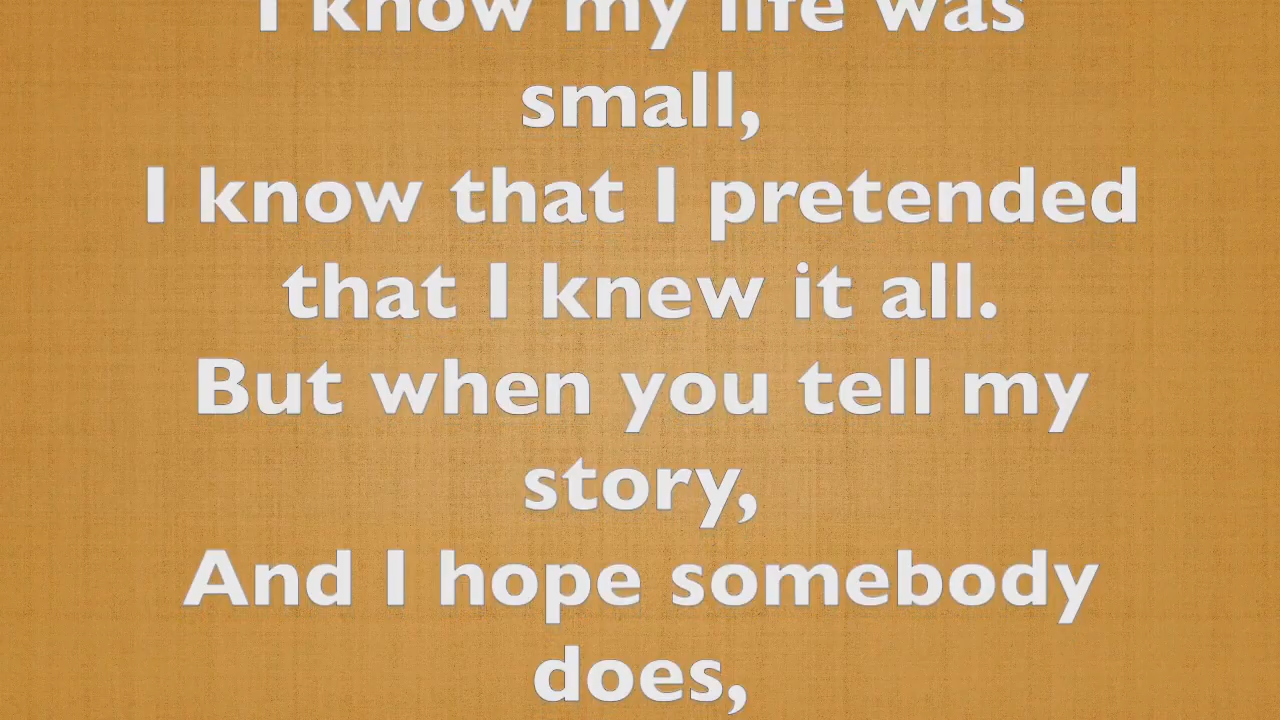 I know my life was
small,
I know that I pretended
that I knew it all.
But when you tell my
story,
And I hope somebody
does,